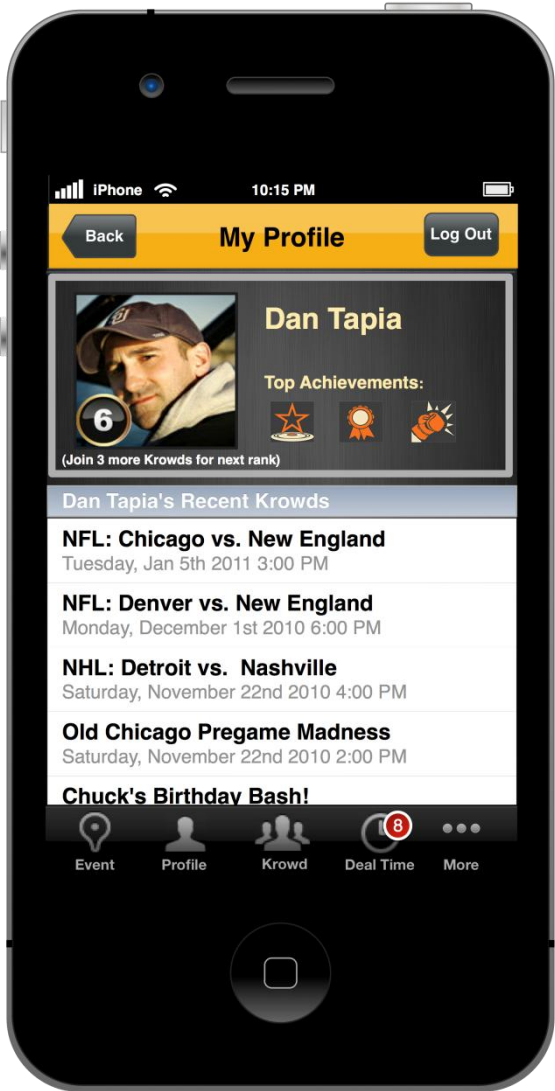 iPhone 10:15 PM
Back My Profile Log Out
Dan Tapia
Top Achievements:
6
(Join 3 more Krowds for next rank)
Dan Tapia's Recent Krowds
NFL: Chicago vs. New England
Tuesday, Jan 5th 2011 3:00 PM
NFL: Denver vs. New England
Monday, December 1st 2010 6:00 PM
NHL: Detroit vs.  Nashville
Saturday, November 22nd 2010 4:00 PM
Old Chicago Pregame Madness
Saturday, November 22nd 2010 2:00 PM
Chuck's Birthday Bash!
8
Event Profile Krowd Deal Time More